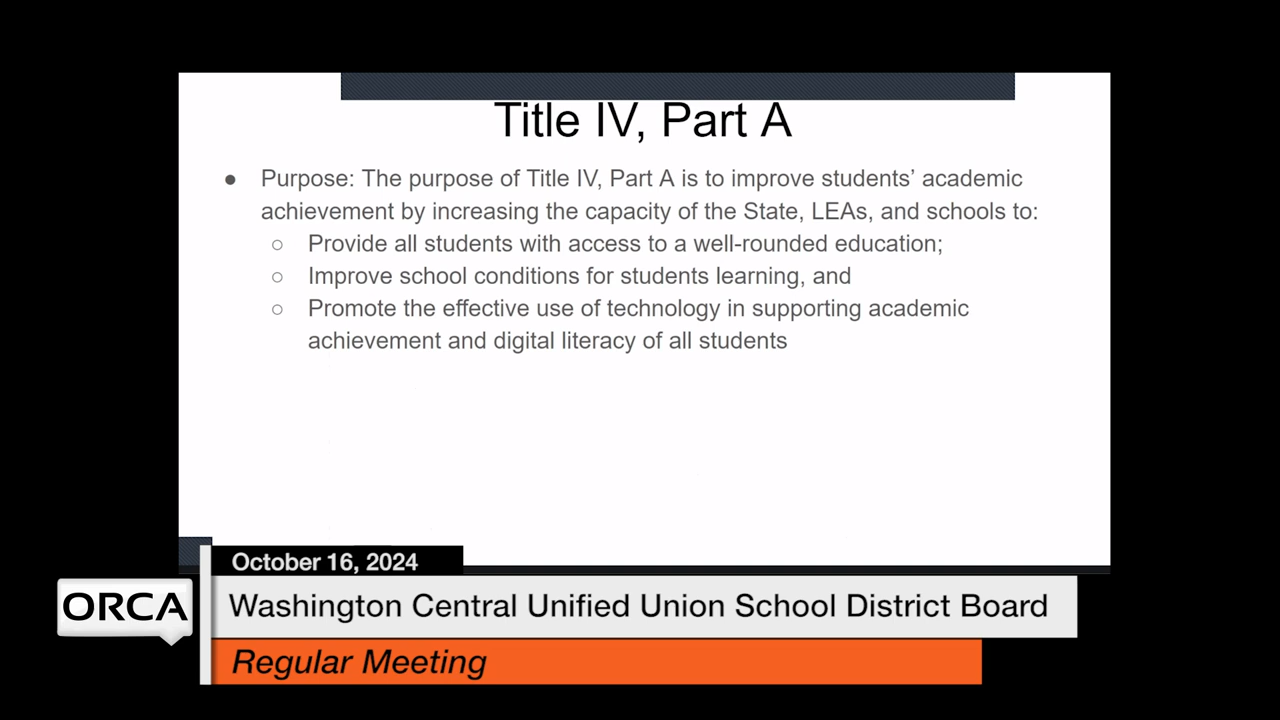 Title IV, Part A
● Purpose: The purpose of Title IV, Part A is to improve students’ academic
achievement by increasing the capacity of the State, LEAs, and schools to:
○ Provide all students with access to a well-rounded education;
○ Improve school conditions for students learning, and
○ Promote the effective use of technology in supporting academic
achievement and digital literacy of all students
October 16, 2024
ORCA
Washington Central Unified Union School District Board
Regular Meeting